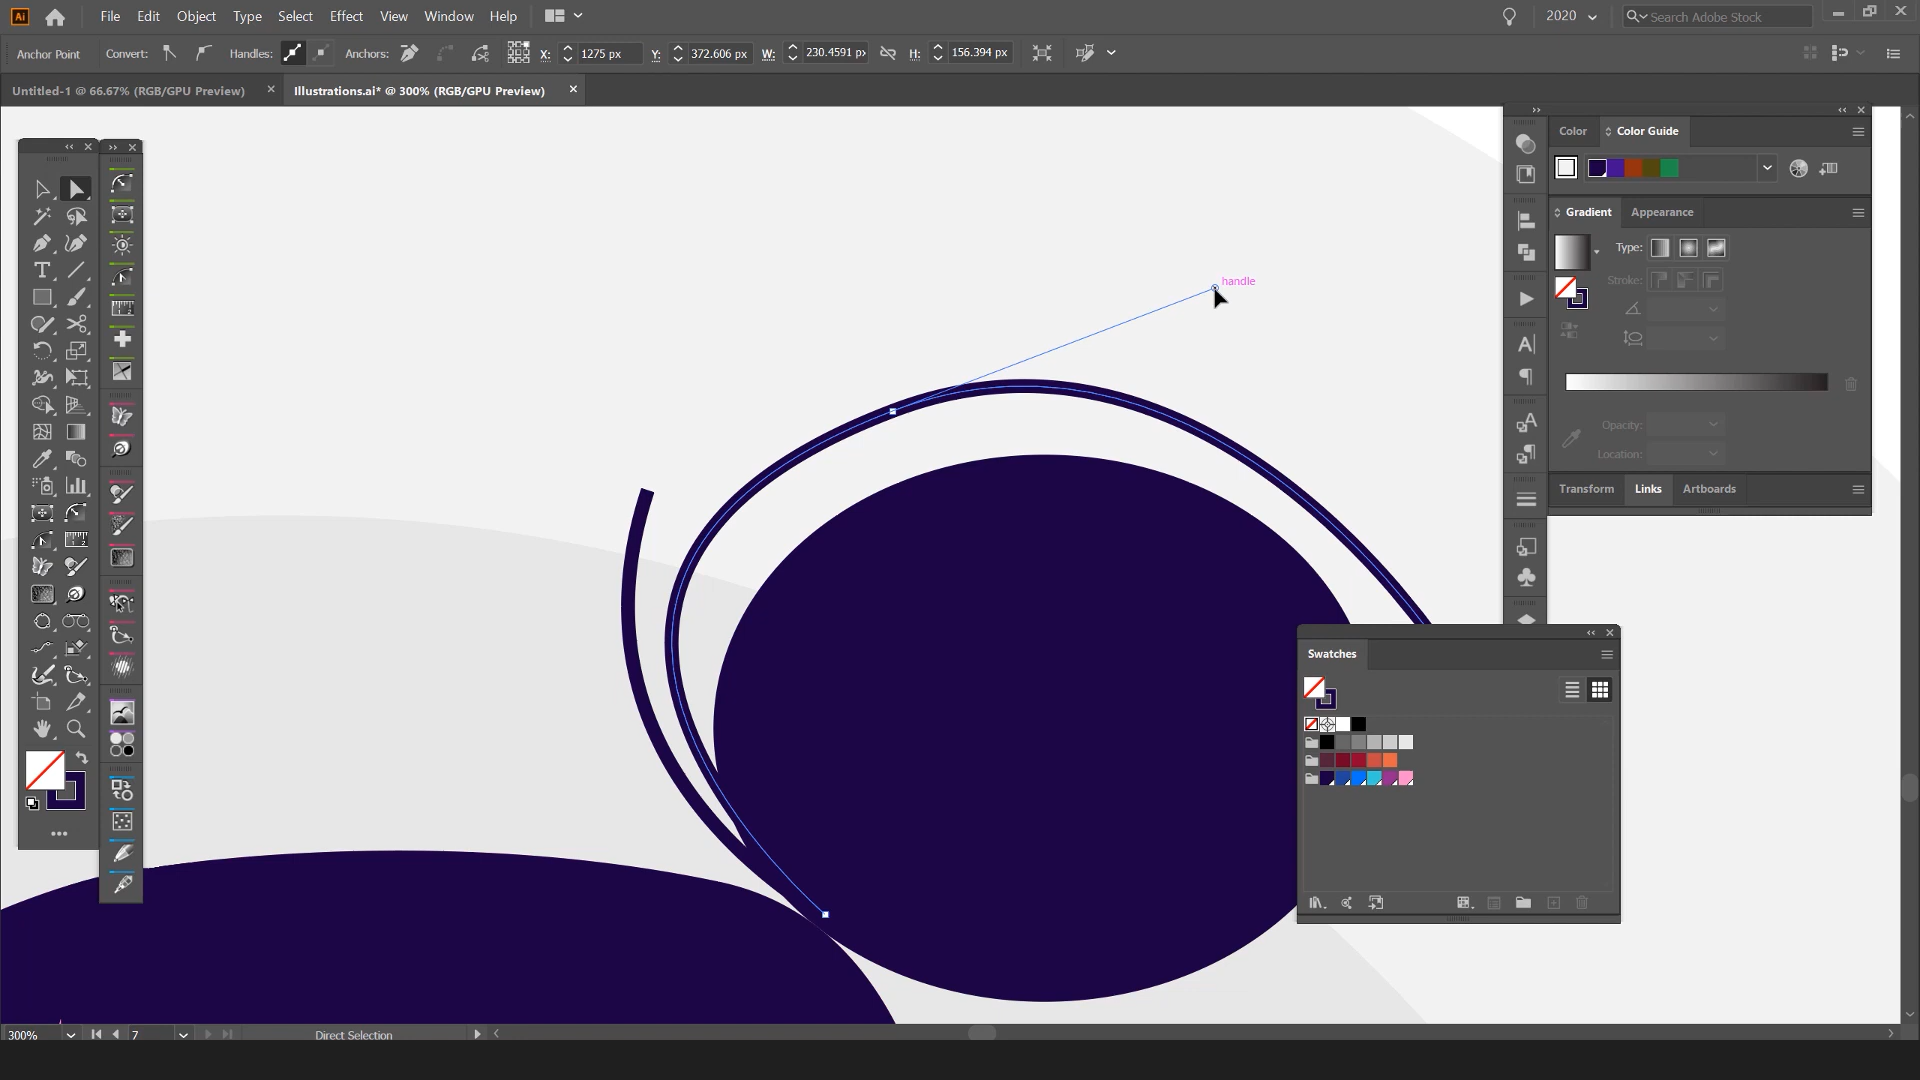 Ai File Edit Object Type Select Effect View Window Help 2020 Search Adobe Stock
Anchor Point Convert: Handles: Anchors: X: 1275 px Y: 372.606 px W: 230.4591 px H: 156.394 px
Untitled-1 @ 66.67% (RGB/GPU Preview) Illustrations.ai* @ 300% (RGB/GPU Preview)
Color Color Guide
Gradient Appearance
Type:
Stroke:
handle
Opacity:
Location:
Transform Links Artboards
Swatches
300% 7 Direct Selection